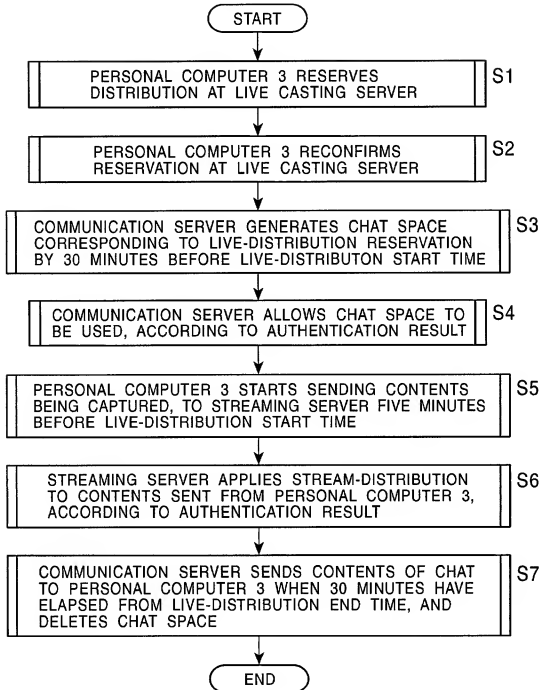 START
PERSONAL COMPUTER 3 RESERVES
DISTRIBUTION AT LIVE CASTING SERVER
S1
PERSONAL COMPUTER 3 RECONFIRMS
RESERVATION AT LIVE CASTING SERVER
S2
COMMUNICATION SERVER GENERATES CHAT SPACE
CORRESPONDING TO LIVE-DISTRIBUTION RESERVATION
BY 30 MINUTES BEFORE LIVE-DISTRIBUTON START TIME
S3
COMMUNICATION SERVER ALLOWS CHAT SPACE TO
BE USED, ACCORDING TO AUTHENTICATION RESULT
S4
PERSONAL COMPUTER 3 STARTS SENDING CONTENTS
BEING CAPTURED, TO STREAMING SERVER FIVE MINUTES
BEFORE LIVE-DISTRIBUTION START TIME
S5
STREAMING SERVER APPLIES STREAM-DISTRIBUTION
TO CONTENTS SENT FROM PERSONAL COMPUTER 3,
ACCORDING TO AUTHENTICATION RESULT
S6
COMMUNICATION SERVER SENDS CONTENTS OF CHAT
TO PERSONAL COMPUTER 3 WHEN 30 MINUTES HAVE
ELAPSED FROM LIVE-DISTRIBUTION END TIME, AND
DELETES CHAT SPACE
S7
END